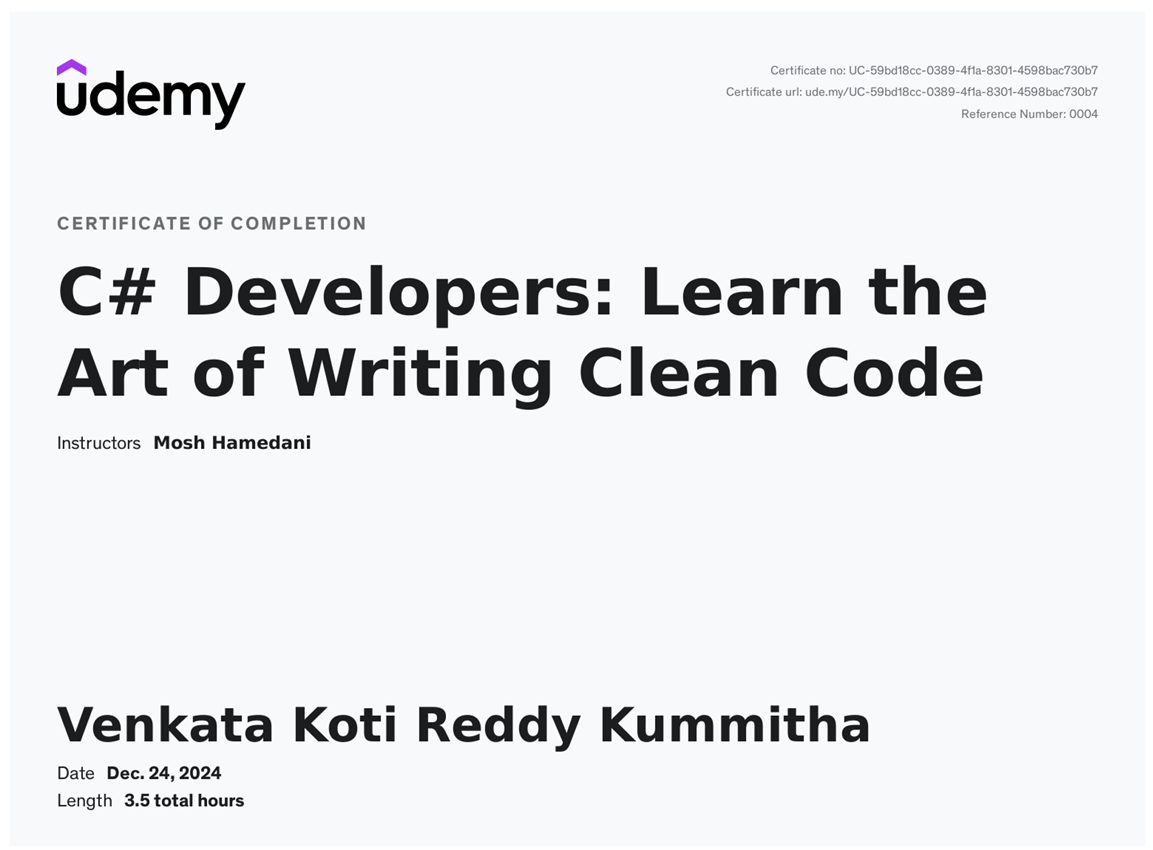 udemy
Certificate no: UC-59bd18cc-0389-4f1a-8301-4598bac730b7
Certificate url: ude.my/UC-59bd18cc-0389-4f1a-8301-4598bac730b7
Reference Number: 0004
CERTIFICATE OF COMPLETION
C# Developers: Learn the
Art of Writing Clean Code
Instructors Mosh Hamedani
Venkata Koti Reddy Kummitha
Date Dec. 24, 2024
Length 3.5 total hours